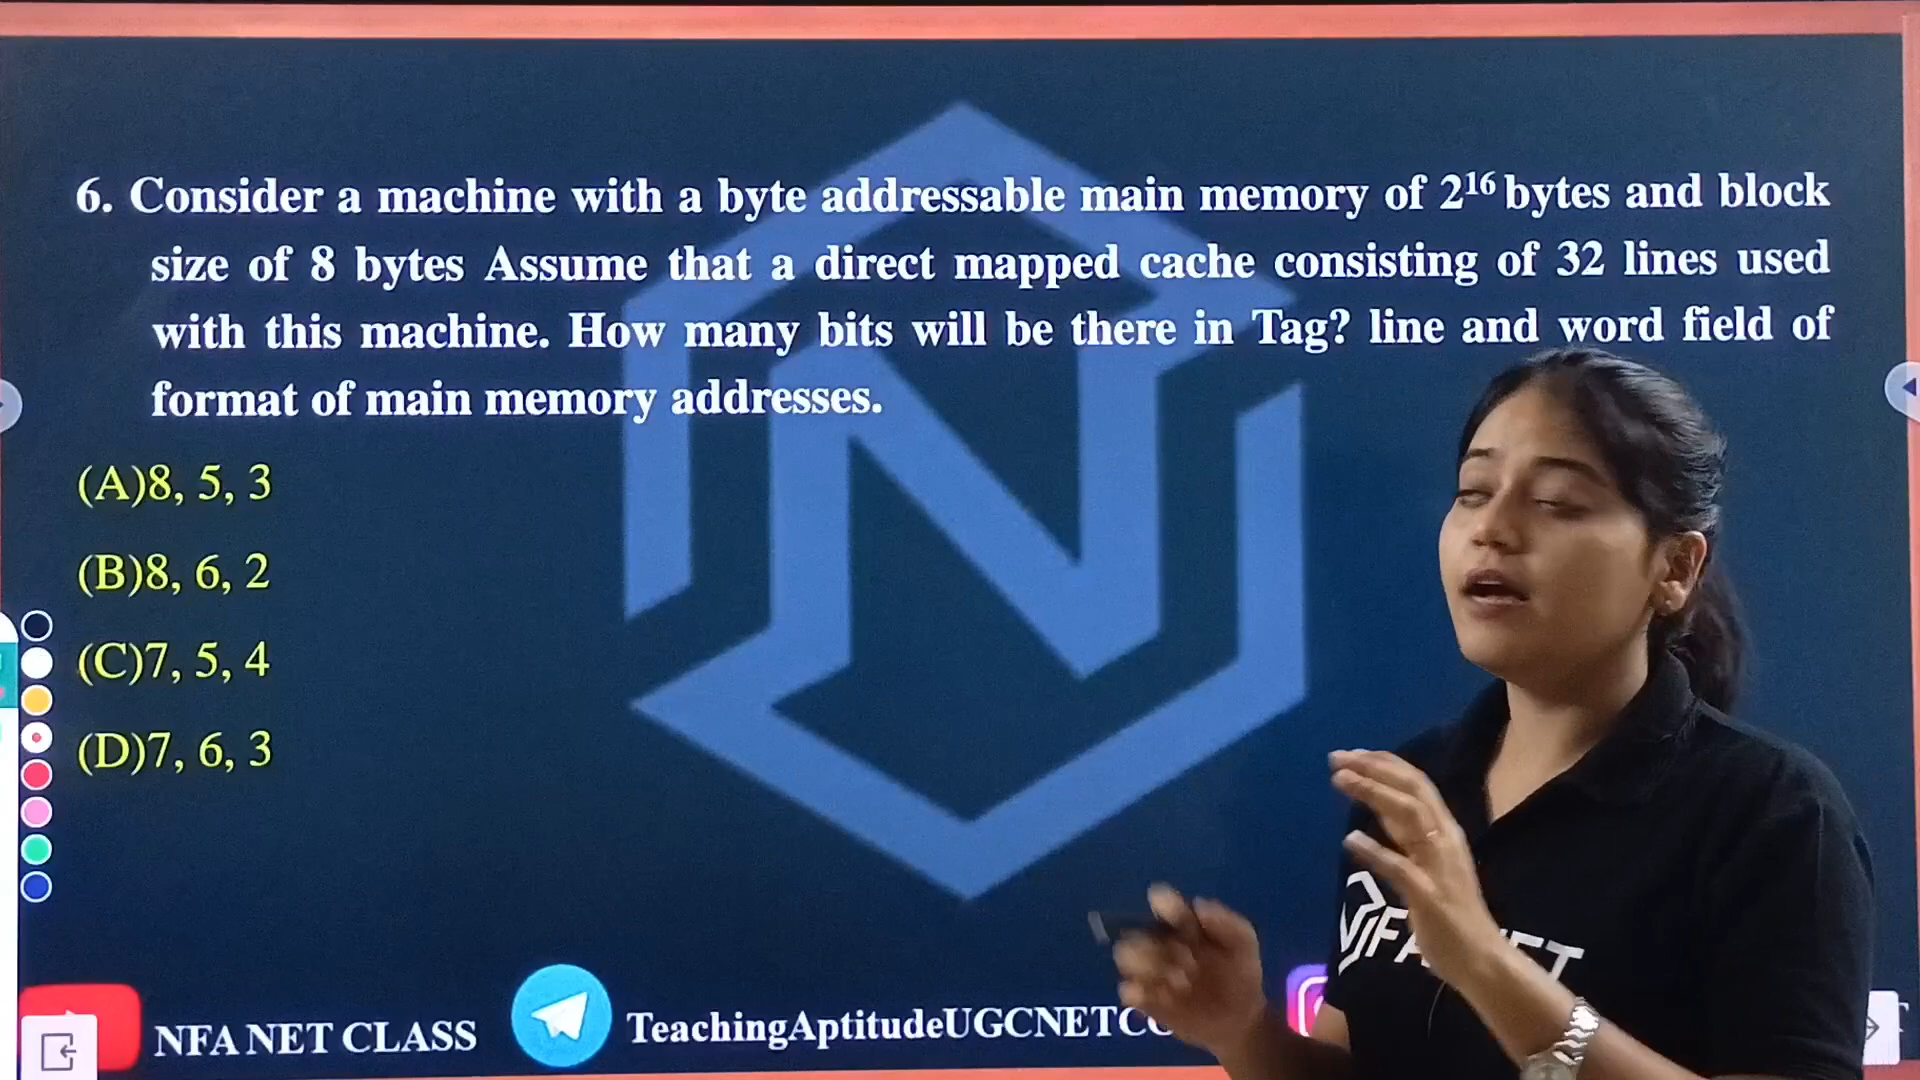 6. Consider a machine with a byte addressable main memory of 2¹⁶ bytes and block
size of 8 bytes Assume that a direct mapped cache consisting of 32 lines used
with this machine. How many bits will be there in Tag? line and word field of
format of main memory addresses.
(A)8, 5, 3
(B)8, 6, 2
(C)7, 5, 4
(D)7, 6, 3
NFA NET CLASS